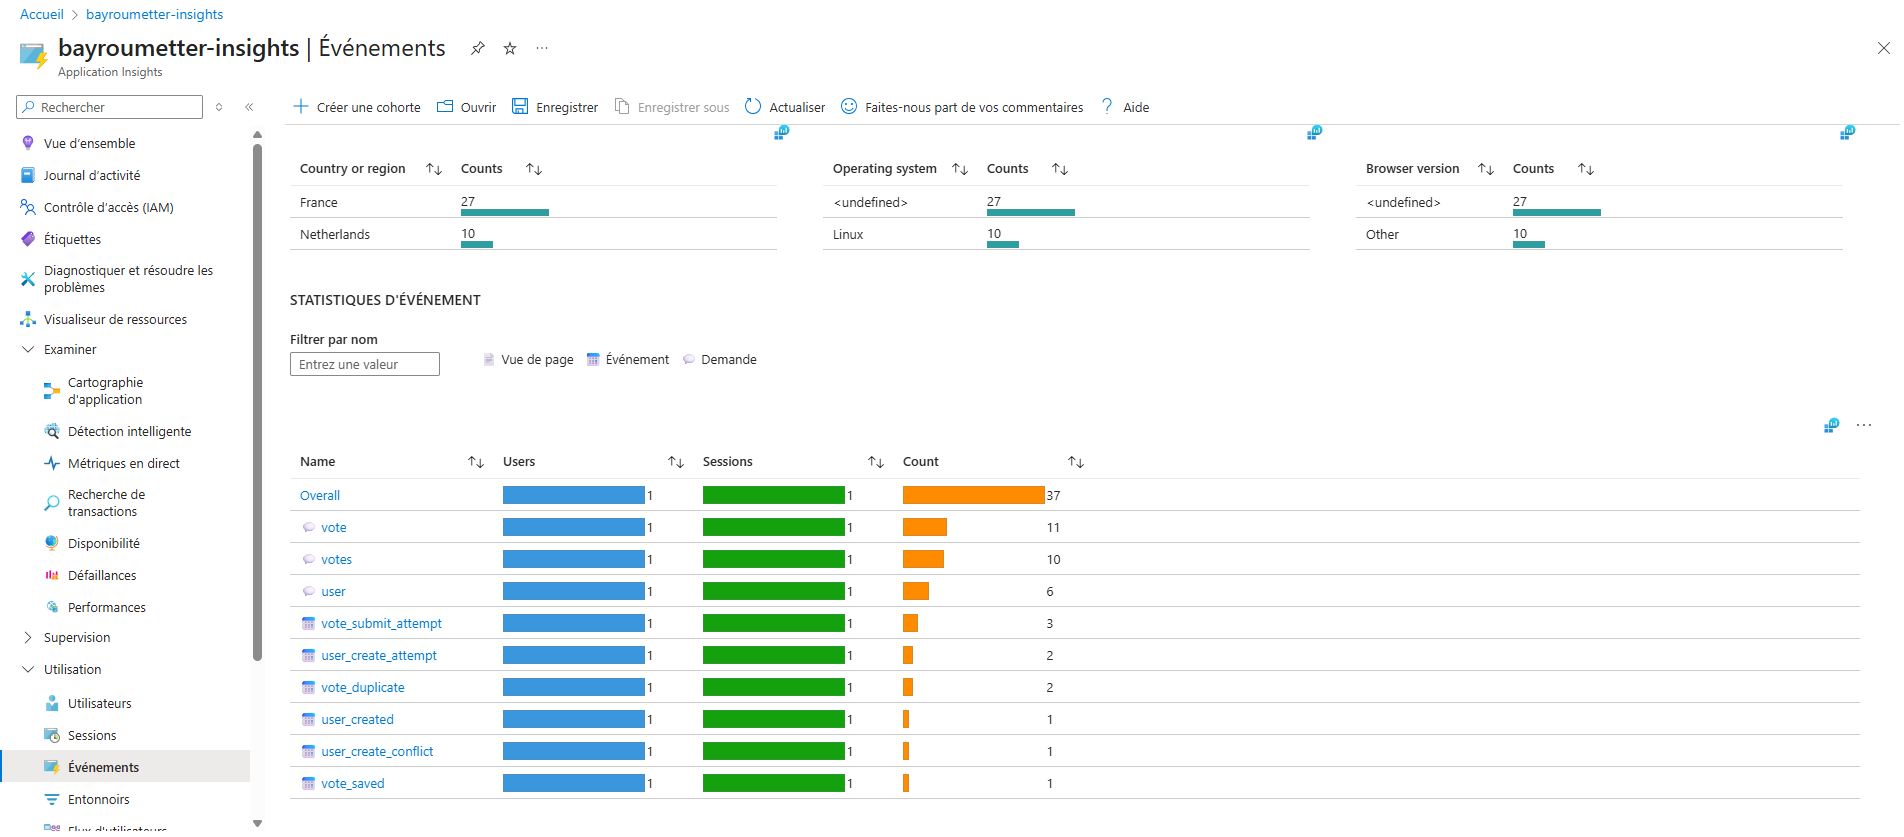 Accueil > bayroumetter-insights
bayroumetter-insights | Événements
Application Insights
Rechercher
Vue d'ensemble
Journal d'activité
Contrôle d'accès (IAM)
Étiquettes
Diagnostiquer et résoudre les
problèmes
Visualiseur de ressources
Examiner
Cartographie
d'application
Détection intelligente
Métriques en direct
Recherche de
transactions
Disponibilité
Défaillances
Performances
Supervision
Utilisation
Utilisateurs
Sessions
Événements
Entonnoirs
Flux d'utilisateurs
Créer une cohorte Ouvrir Enregistrer Enregistrer sous Actualiser Faites-nous part de vos commentaires ? Aide
Country or region Counts
France 27
Netherlands 10
Operating system Counts
<undefined> 27
Linux 10
Browser version Counts
<undefined> 27
Other 10
STATISTIQUES D'ÉVÉNEMENT
Filtrer par nom
Entrez une valeur
Vue de page Événement Demande
Name Users Sessions Count
Overall 1 1 37
vote 1 1 11
votes 1 1 10
user 1 1 6
vote_submit_attempt 1 1 3
user_create_attempt 1 1 2
vote_duplicate 1 1 2
user_created 1 1 1
user_create_conflict 1 1 1
vote_saved 1 1 1